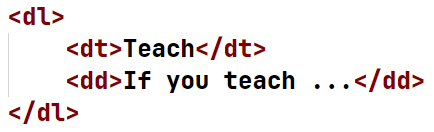 <dl>
    <dt>Teach</dt>
    <dd>If you teach ...</dd>
</dl>